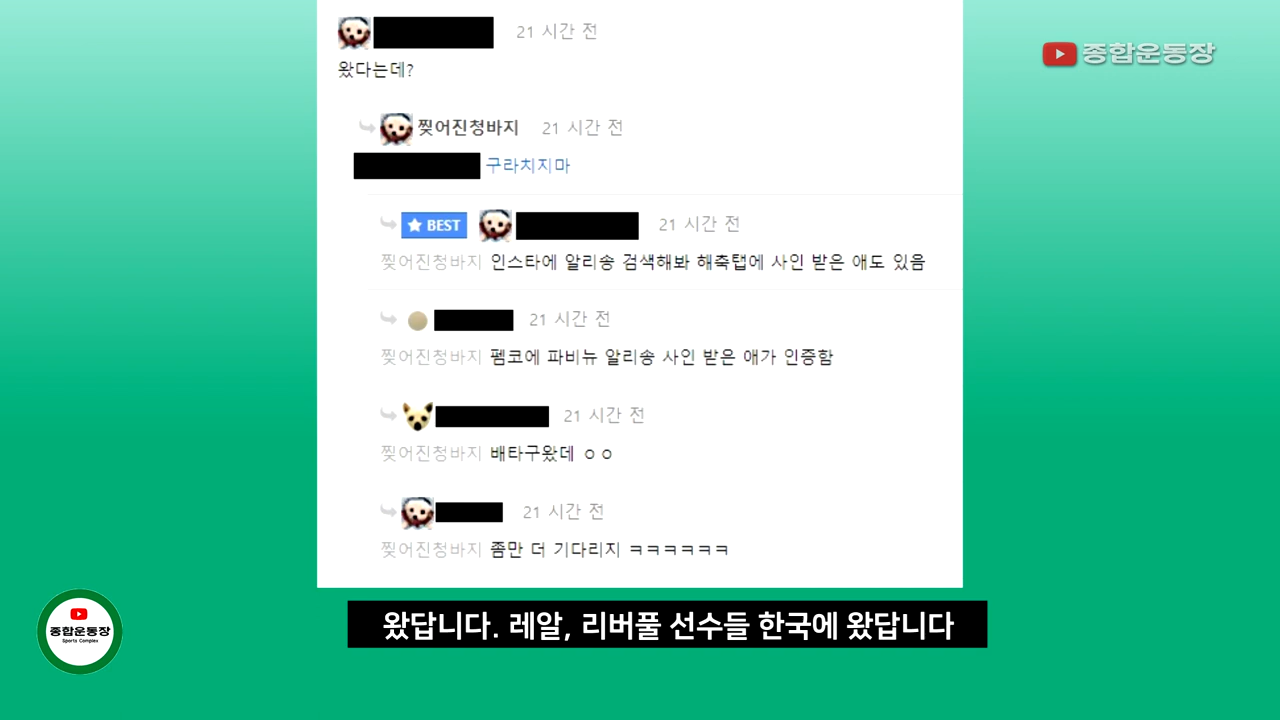 21 시간 전
종합운동장
왔다는데?
찢어진청바지 21 시간 전
구라치지마
BEST 21 시간 전
찢어진청바지 인스타에 알리송 검색해봐 해축탭에 사인 받은 애도 있음
21 시간 전
찢어진청바지 펨코에 파비뉴 알리송 사인 받은 애가 인증함
21 시간 전
찢어진청바지 배타구왔데 ㅇㅇ
21 시간 전
찢어진청바지 좀만 더 기다리지 ㅋㅋㅋㅋㅋㅋ
왔답니다. 레알, 리버풀 선수들 한국에 왔답니다
종합운동장
Sports Complex